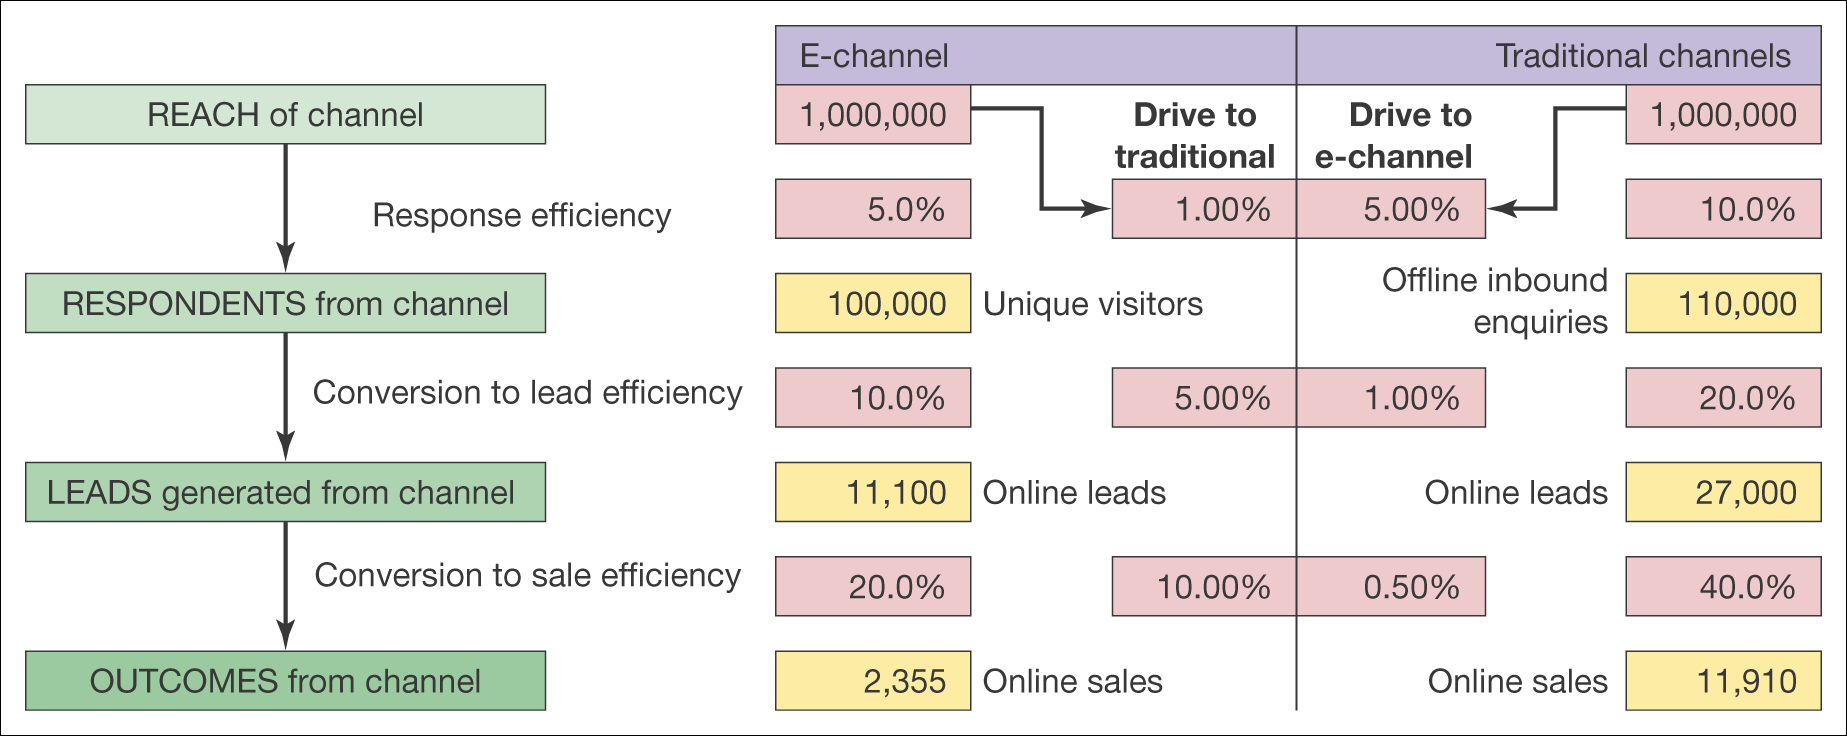 E-channel
Traditional channels
REACH of channel
1,000,000
Drive to
traditional
Drive to
e-channel
1,000,000
Response efficiency
5.0%
1.00%
5.00%
10.0%
RESPONDENTS from channel
100,000
Unique visitors
Offline inbound
enquiries
110,000
Conversion to lead efficiency
10.0%
5.00%
1.00%
20.0%
LEADS generated from channel
11,100
Online leads
Online leads
27,000
Conversion to sale efficiency
20.0%
10.00%
0.50%
40.0%
OUTCOMES from channel
2,355
Online sales
Online sales
11,910